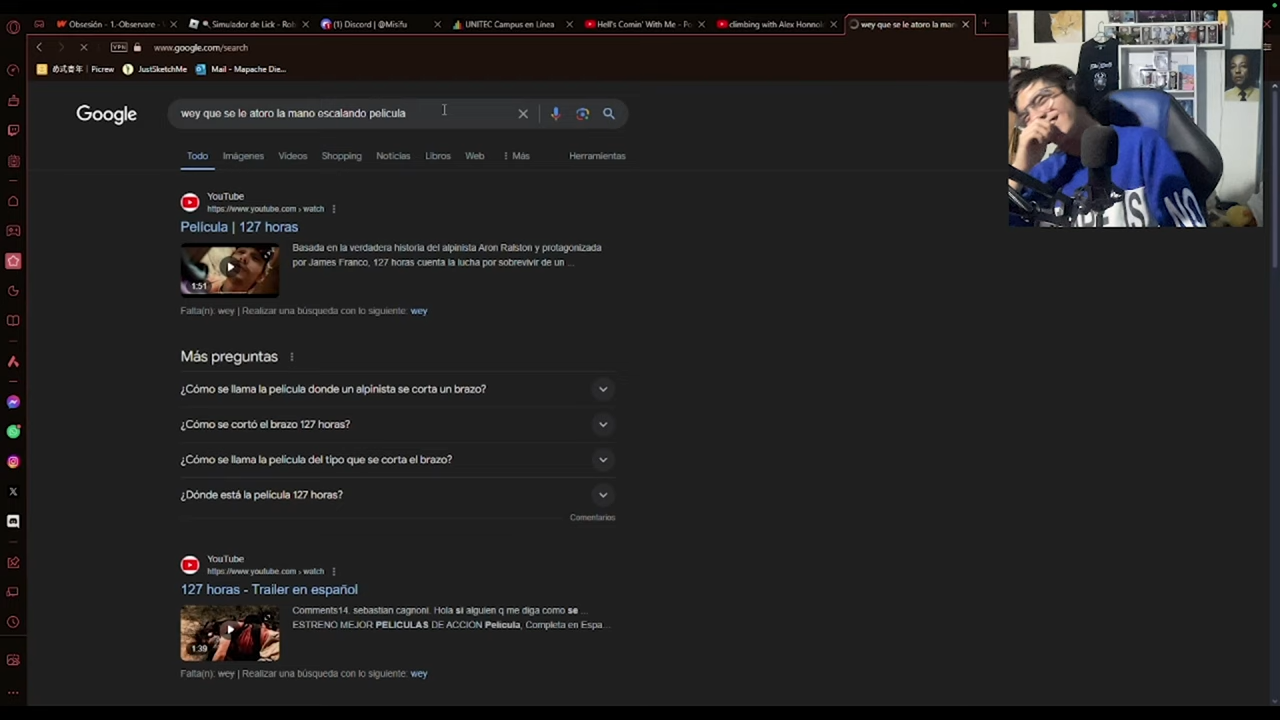 Obsesión - 1.-Observare - W
Simulador de Lick - Rob
Discord | @Misifu
UNITEC Campus en Línea
Hell's Comin' With Me - Po
climbing with Alex Honnol
wey que se le atoro la man
VPN www.google.com/search
めぢ式青年 | Picrew
JustSketchMe
Mail - Mapache Die...
Google
wey que se le atoro la mano escalando pelicula
Todo Imágenes Vídeos Shopping Noticias Libros Web Más Herramientas
YouTube
https://www.youtube.com › watch
Película | 127 horas
1:51
Basada en la verdadera historia del alpinista Aron Ralston y protagonizada
por James Franco, 127 horas cuenta la lucha por sobrevivir de un ...
Falta(n): wey | Realizar una búsqueda con lo siguiente: wey
Más preguntas
¿Cómo se llama la película donde un alpinista se corta un brazo?
¿Cómo se cortó el brazo 127 horas?
¿Cómo se llama la película del tipo que se corta el brazo?
¿Dónde está la película 127 horas?
Comentarios
YouTube
https://www.youtube.com › watch
127 horas - Trailer en español
1:39
Comments14. sebastian cagnoni. Hola si alguien q me diga como se ...
ESTRENO MEJOR PELICULAS DE ACCION Pelicula, Completa en Espa...
Falta(n): wey | Realizar una búsqueda con lo siguiente: wey